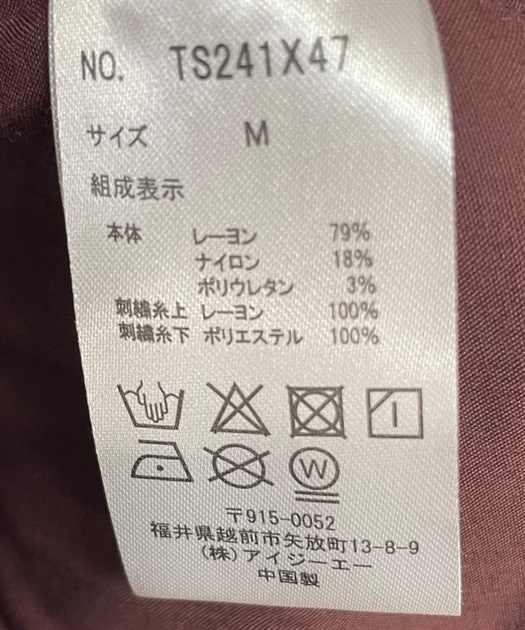 NO. TS241X47
サイズ M
組成表示
本体 レーヨン 79%
ナイロン 18%
ポリウレタン 3%
刺繍糸上 レーヨン 100%
刺繍糸下 ポリエステル 100%
W
〒915-0052
福井県越前市矢放町13-8-9
(株)アイジーエー
中国製